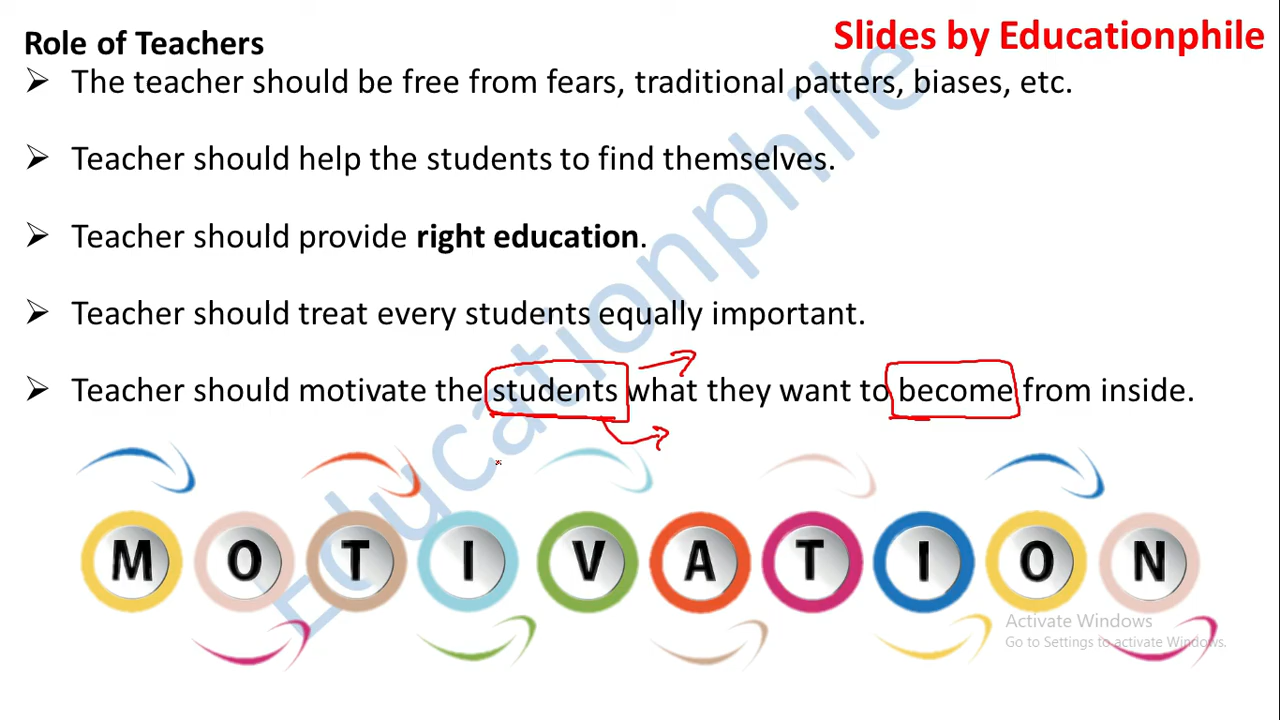 Role of Teachers
Slides by Educationphile
➢ The teacher should be free from fears, traditional patters, biases, etc.
➢ Teacher should help the students to find themselves.
➢ Teacher should provide right education.
➢ Teacher should treat every students equally important.
➢ Teacher should motivate the students what they want to become from inside.
MOTIVATION
Activate Windows
Go to Settings to activate Windows.
Educationphile